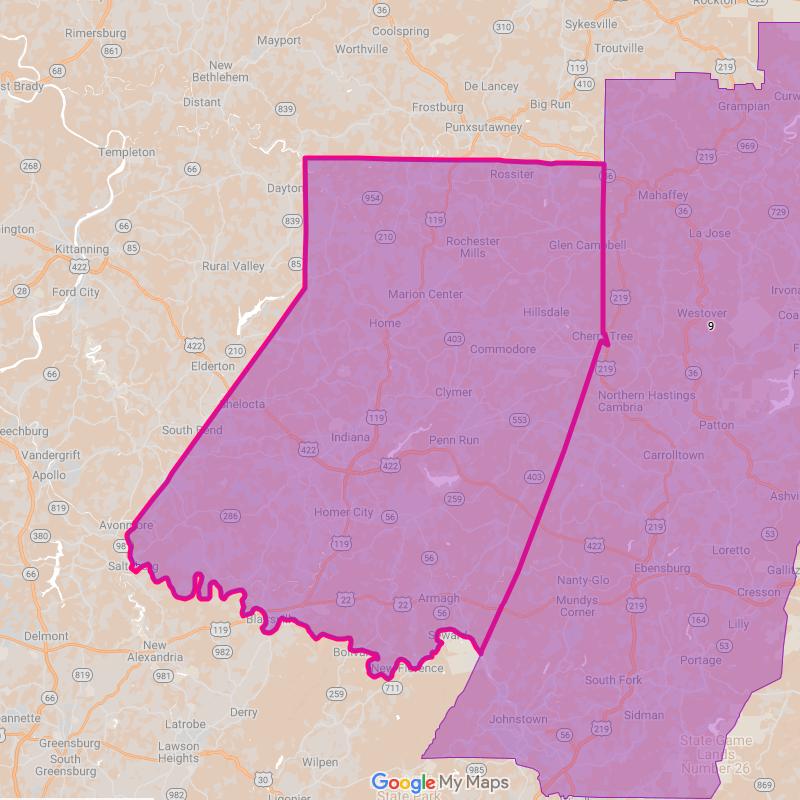 Rockton
36
Coolspring
310
Sykesville
Rimersburg
861
Mayport
Worthville
Troutville
219
68
New
Bethlehem
119
410
st Brady
De Lancey
Distant
839
Frostburg
Big Run
Grampian
Curw
Punxsutawney
969
Templeton
219
268
66
Rossiter
36
Dayton
954
Mahaffey
36
729
66
839
119
ington
La Jose
85
210
Rochester
Mills
Glen Campbell
Kittanning
422
Rural Valley
85
28
Ford City
Marion Center
219
Irvona
Hillsdale
Westover
Coa
9
Home
403
Cherry Tree
422
210
Commodore
Elderton
219
66
36
Clymer
Northern Hastings
Cambria
Shelocta
119
553
eechburg
South Bend
Indiana
Penn Run
Patton
422
Vandergrift
422
Carrolltown
Apollo
403
259
Ashvi
819
Homer City
56
286
Avonmore
219
380
119
53
981
422
Loretto
56
Saltsburg
Ebensburg
Gallitz
66
Nanty-Glo
Cresson
Armagh
22
22
Mundys
Corner
219
56
164
Blairsville
Lilly
119
Delmont
Seward
53
New
Alexandria
982
Bolivar
Portage
819
981
New Florence
South Fork
711
66
259
Derry
Johnstown
Sidman
eannette
Latrobe
219
56
Greensburg
Lawson
Heights
State Game
Lands
Number 26
South
Greensburg
Wilpen
985
30
Google My Maps
869
982
Ligonier
State Park